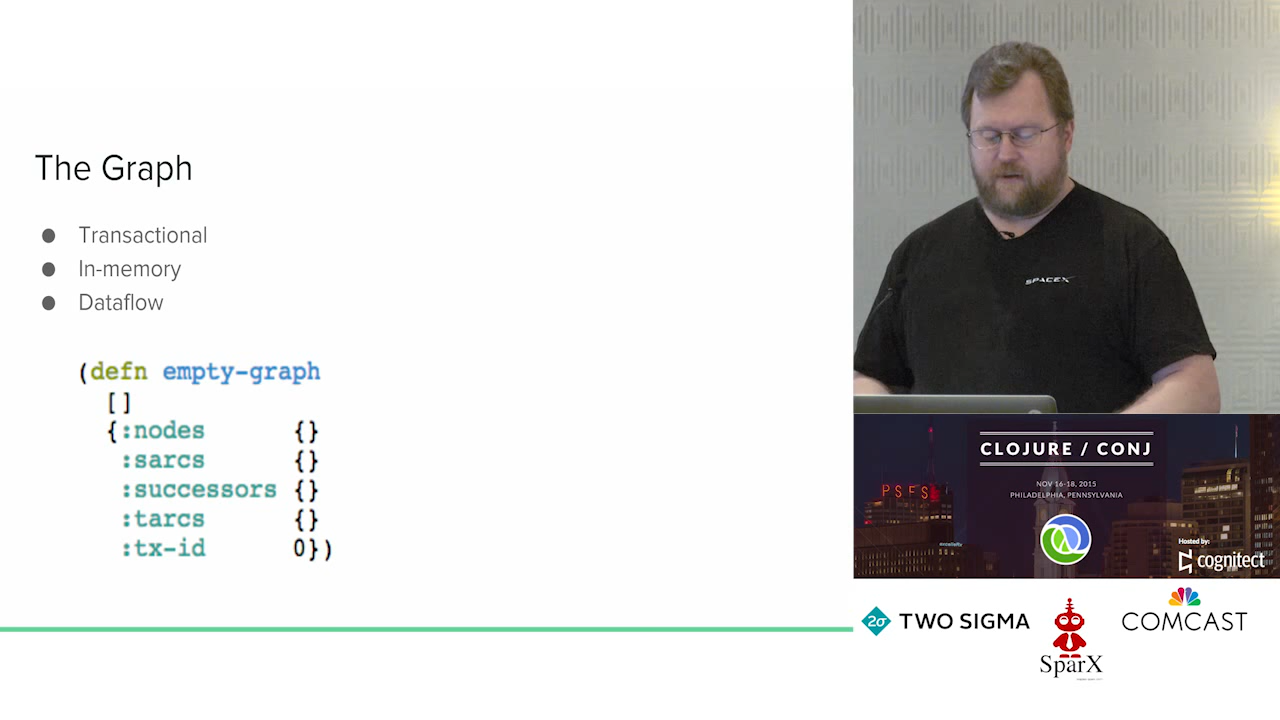 The Graph
● Transactional
● In-memory
● Dataflow
(defn empty-graph
[]
{:nodes {}
:sarcs {}
:successors {}
:tarcs {}
:tx-id 0})
SPACEX
CLOJURE / CONJ
NOV 16-18, 2015
PHILADELPHIA, PENNSYLVANIA
PSFS
Hosted by:
cognitect
2σ TWO SIGMA
SparX
COMCAST